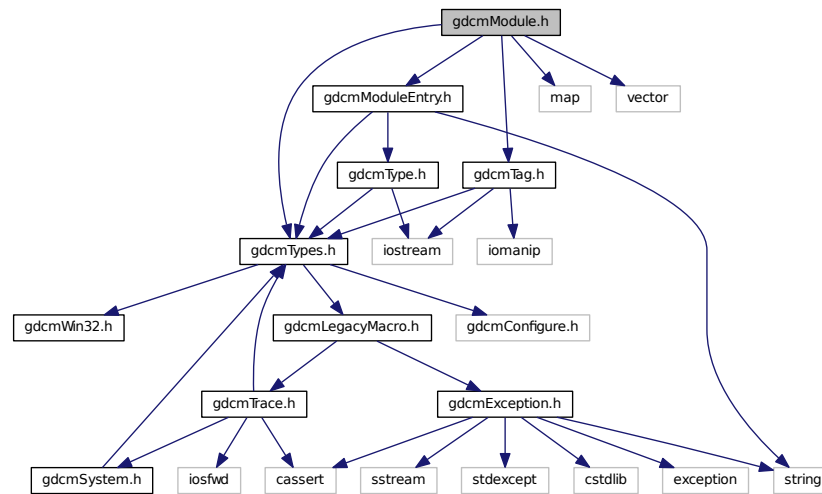 gdcmModule.h
gdcmModuleEntry.h
map
vector
gdcmType.h
gdcmTag.h
gdcmTypes.h
iostream
iomanip
gdcmWin32.h
gdcmLegacyMacro.h
gdcmConfigure.h
gdcmTrace.h
gdcmException.h
gdcmSystem.h
iosfwd
cassert
sstream
stdexcept
cstdlib
exception
string